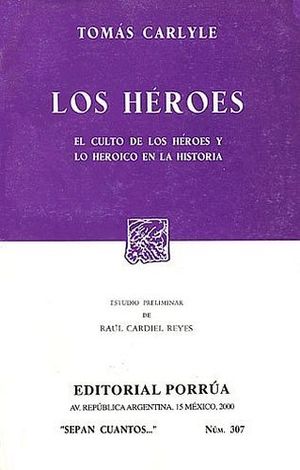 TOMÁS CARLYLE
LOS HÉROES
EL CULTO DE LOS HÉROES Y
LO HEROICO EN LA HISTORIA
ESTUDIO PRELIMINAR
DE
RAÚL CARDIEL REYES
EDITORIAL PORRÚA
AV. REPÚBLICA ARGENTINA, 15 MÉXICO, 2000
"SEPAN CUANTOS..." NÚM. 307